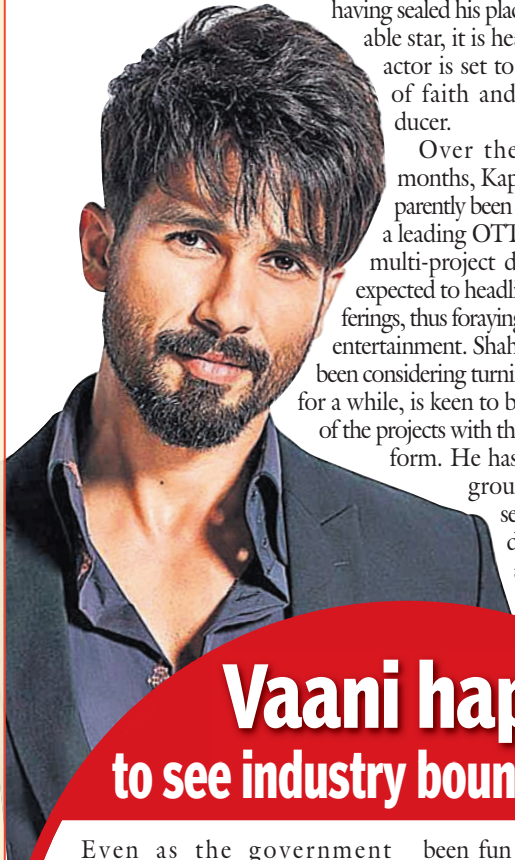 having sealed his plac
able star, it is hea
actor is set to
of faith and
ducer.
Over the
months, Kap
parently been
a leading OTT
multi-project d
expected to headli
ferings, thus foraying
entertainment. Shah
been considering turni
for a while, is keen to b
of the projects with th
form. He has
grou
se
d
Vaani hap
to see industry boun
Even as the government
been fun